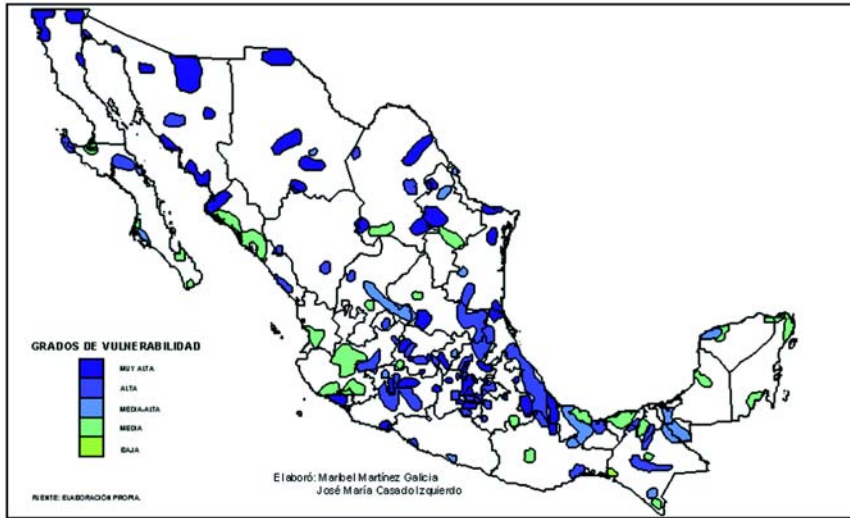 GRADOS DE VULNERABILIDAD
MUY ALTA
ALTA
MEDIA-ALTA
MEDIA
BAJA
Elaboró: Maribel Martínez Galicia
José María Casado Izquierdo
FUENTE: ELABORACIÓN PROPIA.